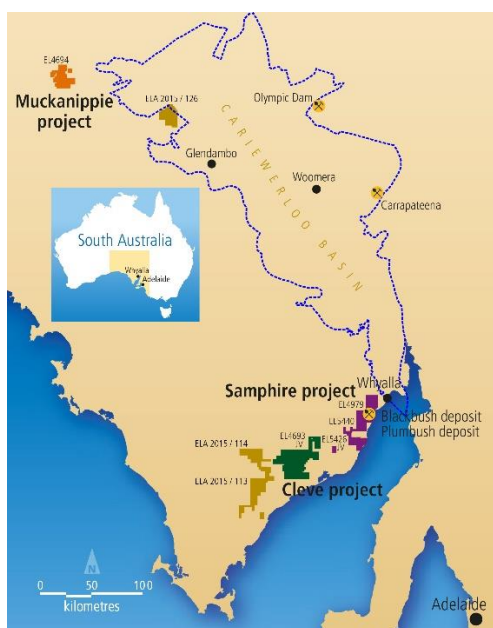 EL4694
Muckanippie
project
ELA 2015 / 126
Olympic Dam
Glendambo
Woomera
CARIEWERLOO BASIN
Carrapateena
South Australia
Whyalla
Adelaide
Samphire project
Whyalla
EL4979
Blackbush deposit
EL5440
Plumbush deposit
EL5426
JV
ELA 2015 / 114
EL4693
JV
ELA 2015 / 113
Cleve project
N
0 50 100
kilometres
Adelaide